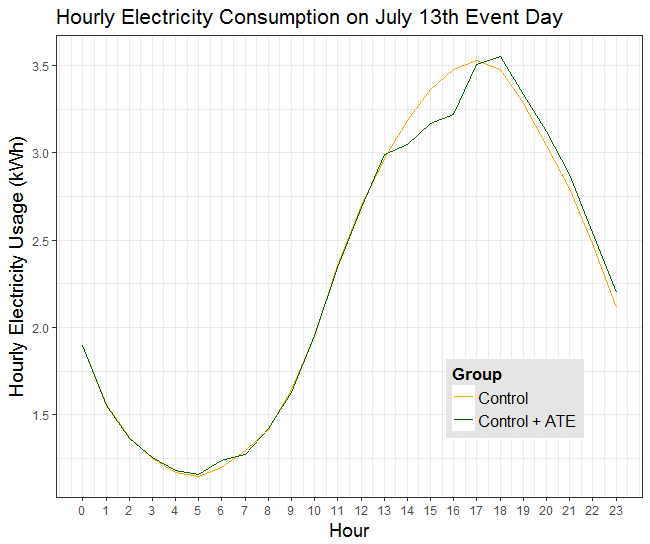 Hourly Electricity Consumption on July 13th Event Day
Hourly Electricity Usage (kWh)
3.5
3.0
2.5
2.0
1.5
Group
Control
Control + ATE
0 1 2 3 4 5 6 7 8 9 10 11 12 13 14 15 16 17 18 19 20 21 22 23
Hour